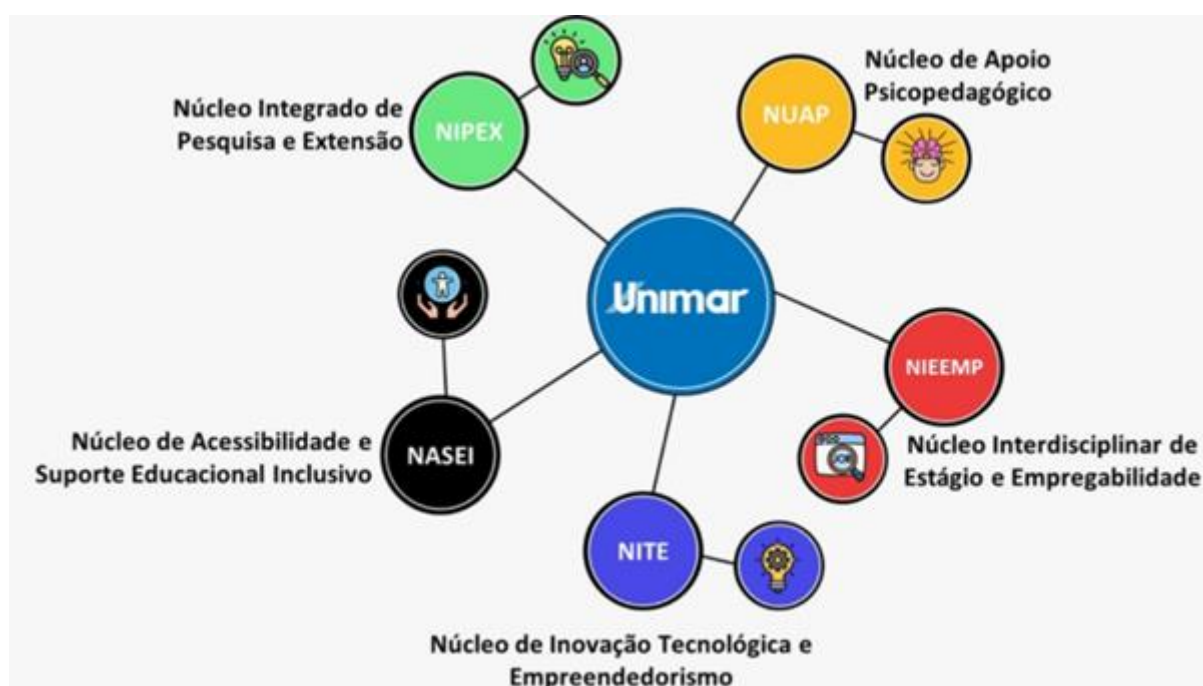 Núcleo Integrado de
Pesquisa e Extensão
NIPEX
NUAP
Núcleo de Apoio
Psicopedagógico
Unimar
NIEEMP
Núcleo Interdisciplinar de
Estágio e Empregabilidade
Núcleo de Acessibilidade e
Suporte Educacional Inclusivo
NASEI
NITE
Núcleo de Inovação Tecnológica e
Empreendedorismo